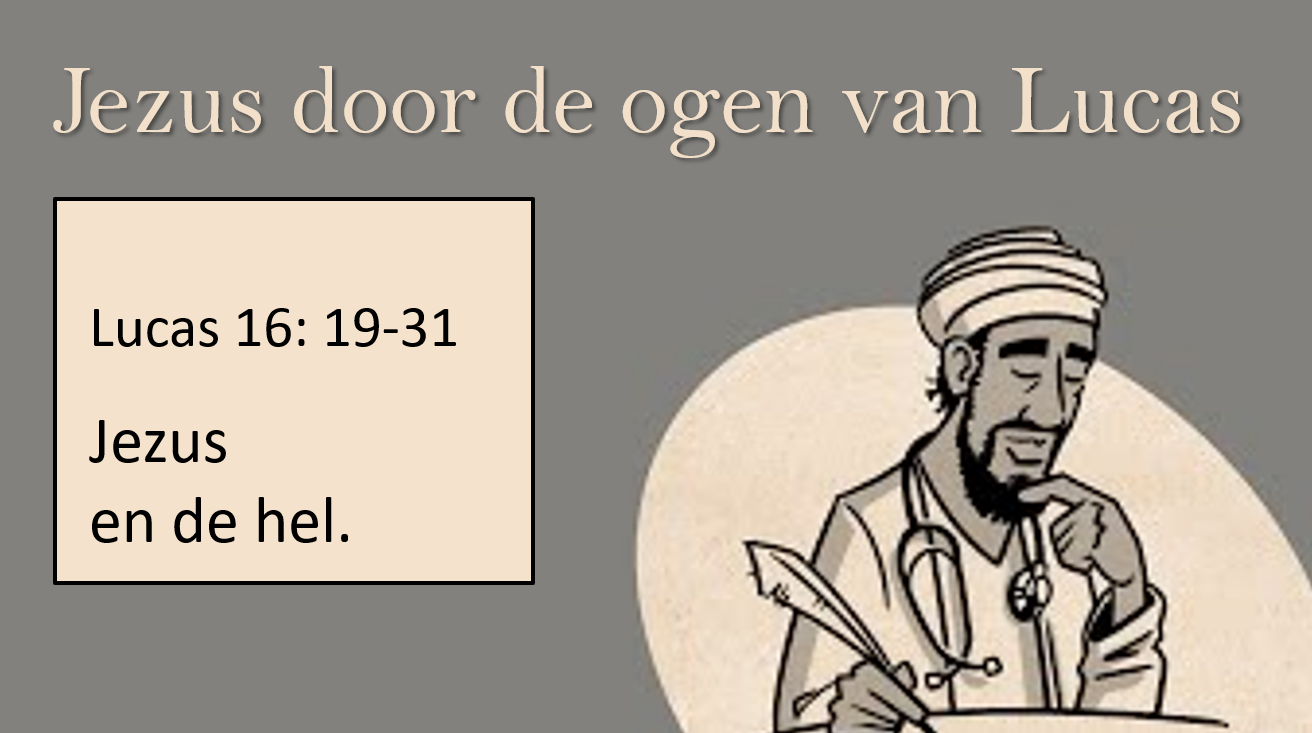 Jezus door de ogen van Lucas
Lucas 16: 19-31
Jezus
en de hel.